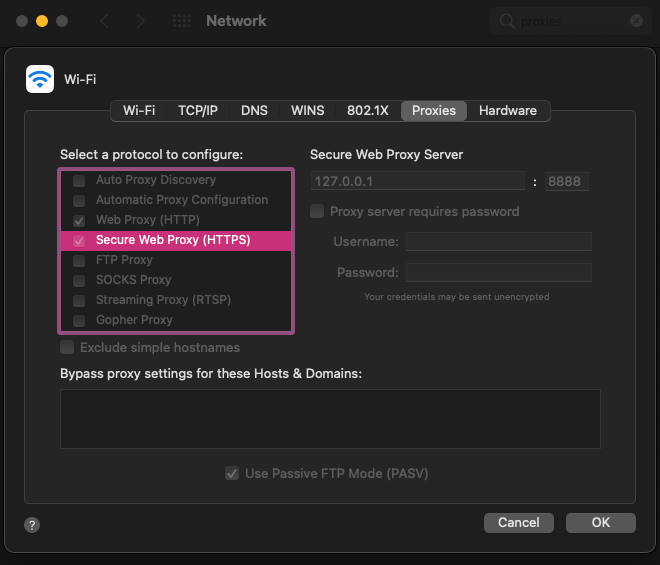 Network
proxies
Wi-Fi
Wi-Fi TCP/IP DNS WINS 802.1X Proxies Hardware
Select a protocol to configure:
Auto Proxy Discovery
Automatic Proxy Configuration
Web Proxy (HTTP)
Secure Web Proxy (HTTPS)
FTP Proxy
SOCKS Proxy
Streaming Proxy (RTSP)
Gopher Proxy
Exclude simple hostnames
Secure Web Proxy Server
127.0.0.1 : 8888
Proxy server requires password
Username:
Password:
Your credentials may be sent unencrypted
Bypass proxy settings for these Hosts & Domains:
Use Passive FTP Mode (PASV)
?
Cancel OK